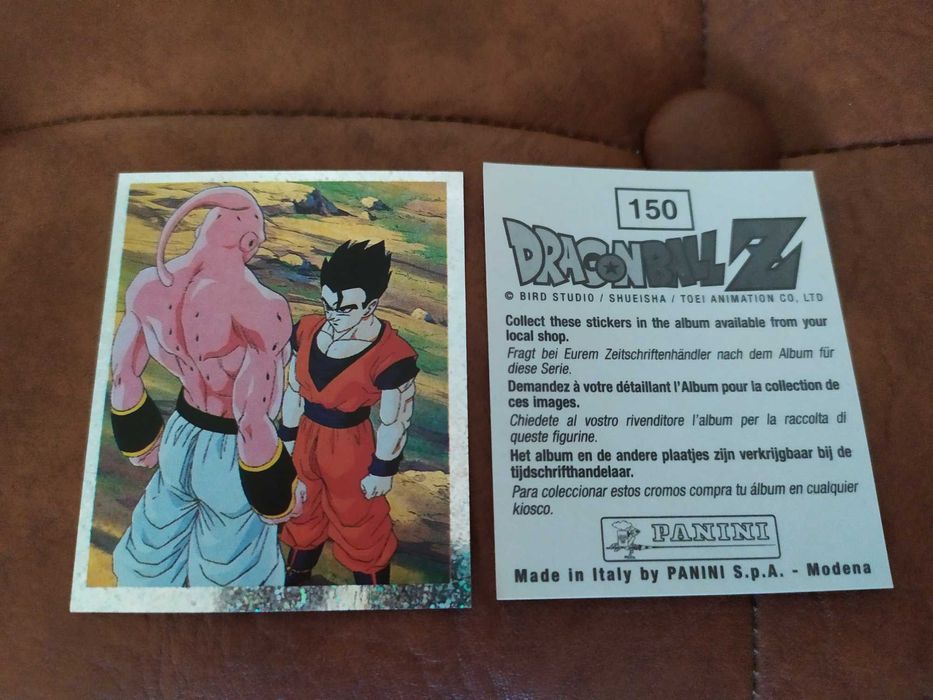 150
DRAGONBALL Z
© BIRD STUDIO / SHUEISHA / TOEI ANIMATION CO, LTD
Collect these stickers in the album available from your
local shop.
Fragt bei Eurem Zeitschriftenhändler nach dem Album für
diese Serie.
Demandez à votre détaillant l'Album pour la collection de
ces images.
Chiedete al vostro rivenditore l'album per la raccolta di
queste figurine.
Het album en de andere plaatjes zijn verkrijgbaar bij de
tijdschrifthandelaar.
Para coleccionar estos cromos compra tu álbum en cualquier
kiosco.
PANINI
Made in Italy by PANINI S.p.A. - Modena